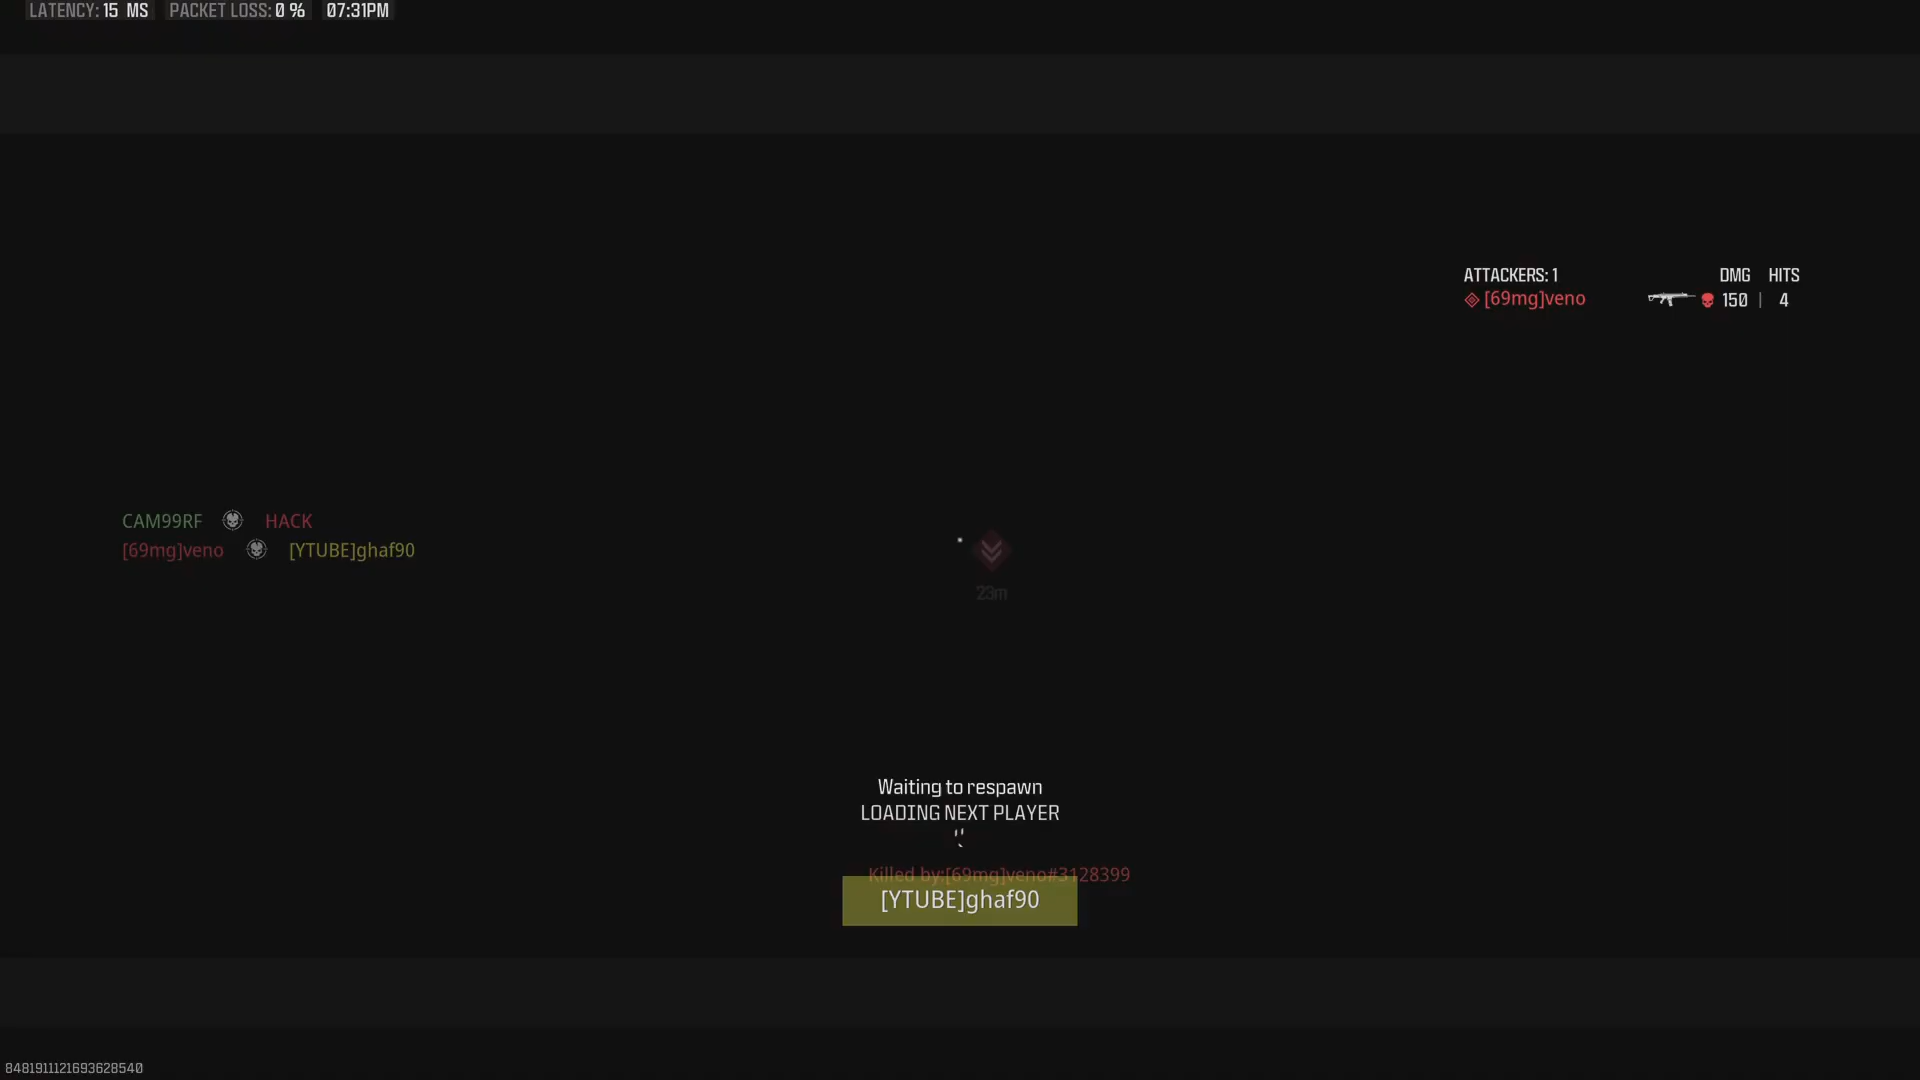 LATENCY: 15 MS PACKET LOSS: 0 % 07:31PM
ATTACKERS: 1 DMG HITS
[69mg]veno 150 | 4
CAM99RF HACK
[69mg]veno [YTUBE]ghaf90
23m
Waiting to respawn
LOADING NEXT PLAYER
Killed by:[69mg]veno#3128399
[YTUBE]ghaf90
8481911121693628540